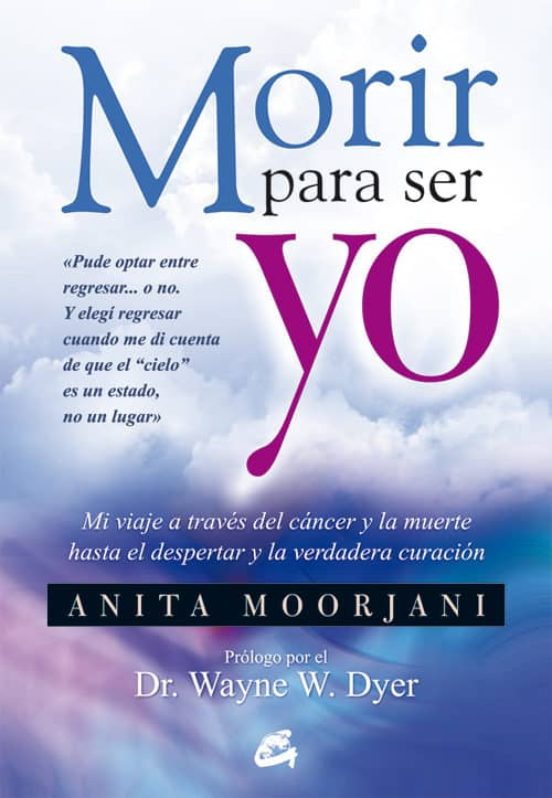 Morir
para ser
yo
«Pude optar entre
regresar... o no.
Y elegí regresar
cuando me di cuenta
de que el “cielo”
es un estado,
no un lugar»
Mi viaje a través del cáncer y la muerte
hasta el despertar y la verdadera curación
ANITA MOORJANI
Prólogo por el
Dr. Wayne W. Dyer